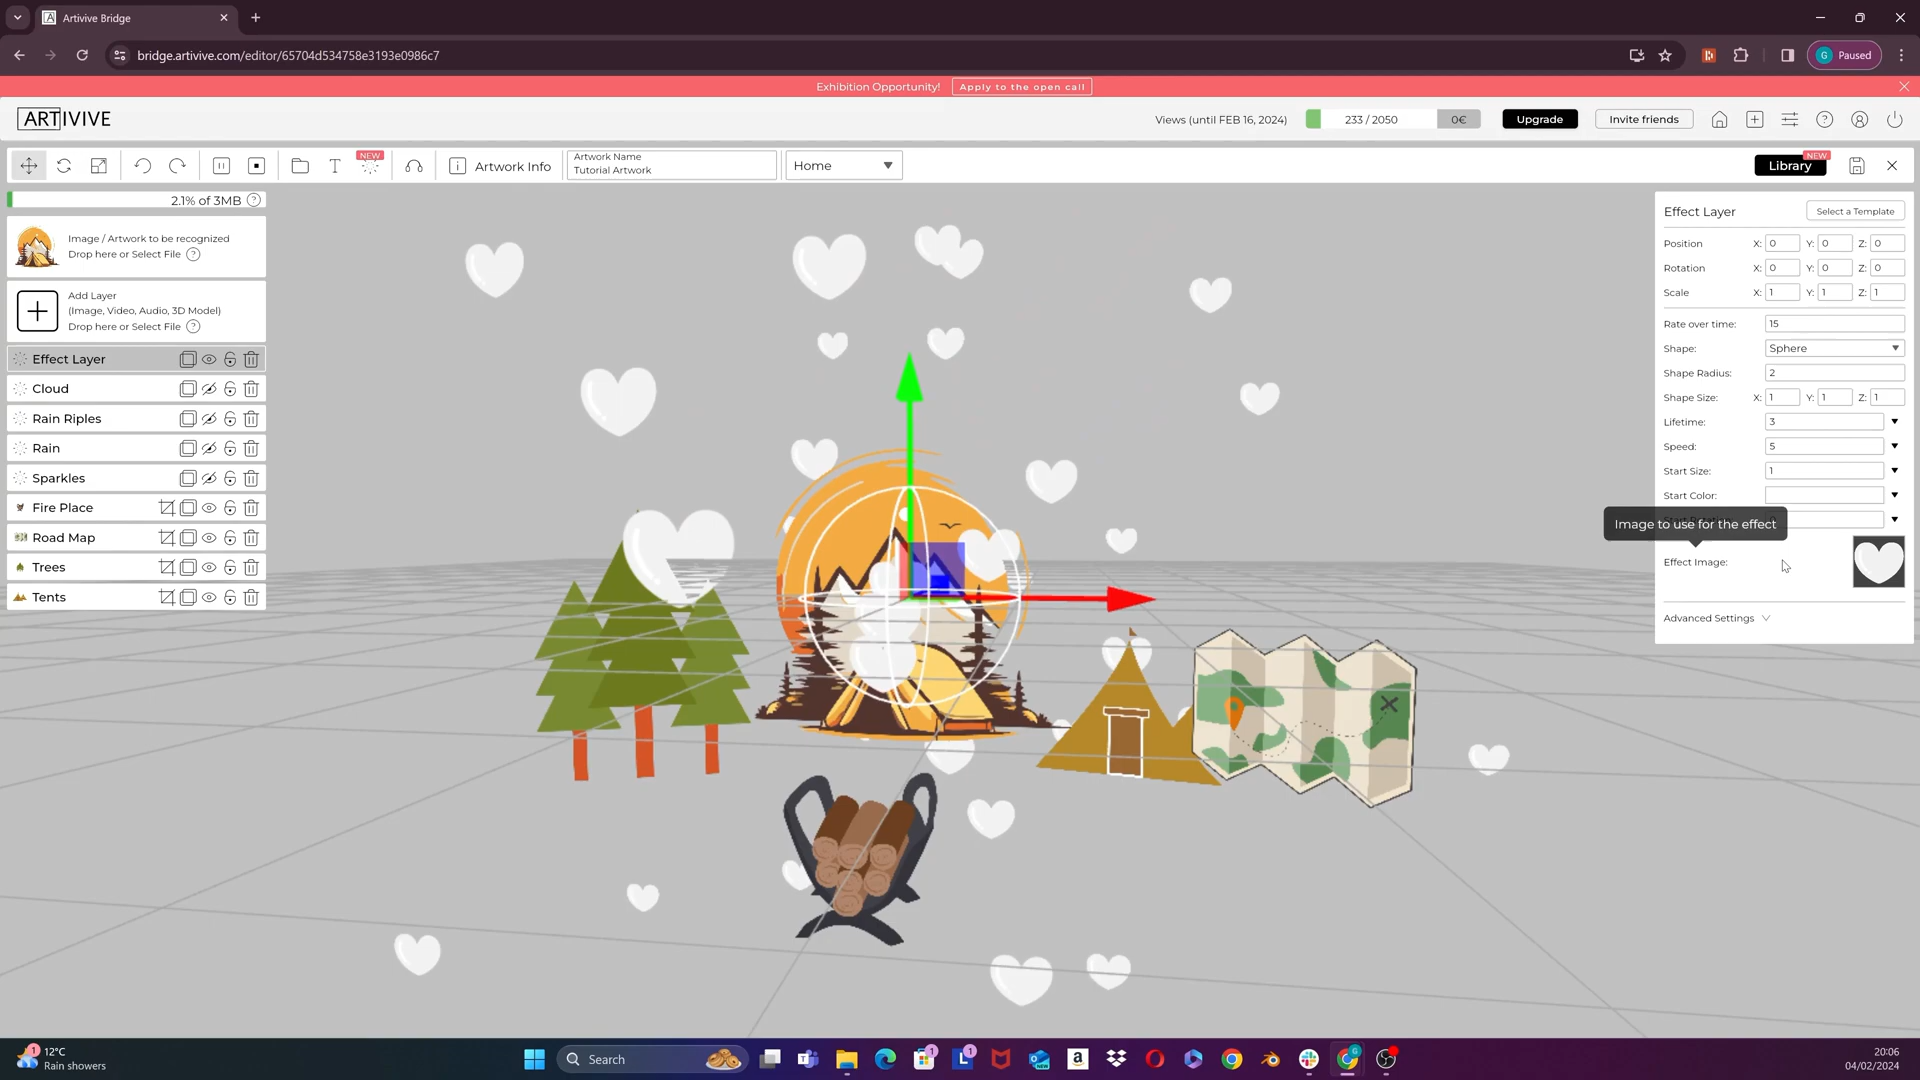 Artivive Bridge
bridge.artivive.com/editor/65704d534758e3193e0986c7
G Paused
Exhibition Opportunity! Apply to the open call
ARTIVIVE
Views (until FEB 16, 2024) 233 / 2050 0€ Upgrade Invite friends
NEW
Artwork Info
Artwork Name
Tutorial Artwork
Home
Library NEW
2.1% of 3MB ?
Image / Artwork to be recognized
Drop here or Select File ?
Add Layer
(Image, Video, Audio, 3D Model)
Drop here or Select File ?
Effect Layer
Cloud
Rain Riples
Rain
Sparkles
Fire Place
Road Map
Trees
Tents
Effect Layer Select a Template
Position X: 0 Y: 0 Z: 0
Rotation X: 0 Y: 0 Z: 0
Scale X: 1 Y: 1 Z: 1
Rate over time: 15
Shape: Sphere
Shape Radius: 2
Shape Size: X: 1 Y: 1 Z: 1
Lifetime: 3
Speed: 5
Start Size: 1
Start Color:
Image to use for the effect
Effect Image:
Advanced Settings
1
12°C
Rain showers
Search
1
1
NEW
G
20:06
04/02/2024